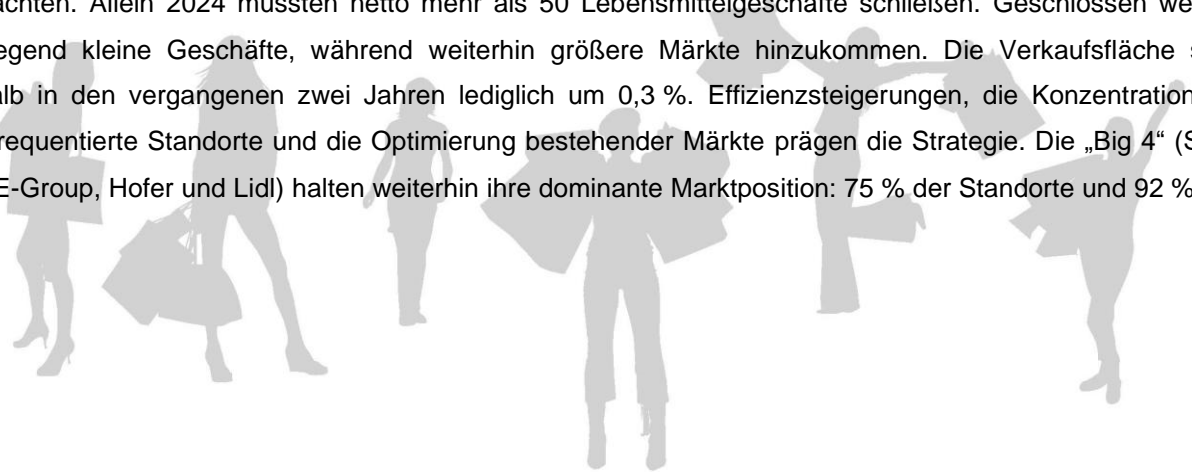 achten. Allein 2024 mussten netto mehr als 50 Lebensmittelgeschäfte schließen. Geschlossen we
egend kleine Geschäfte, während weiterhin größere Märkte hinzukommen. Die Verkaufsfläche s
alb in den vergangenen zwei Jahren lediglich um 0,3 %. Effizienzsteigerungen, die Konzentration
requentierte Standorte und die Optimierung bestehender Märkte prägen die Strategie. Die „Big 4“ (S
E-Group, Hofer und Lidl) halten weiterhin ihre dominante Marktposition: 75 % der Standorte und 92 %